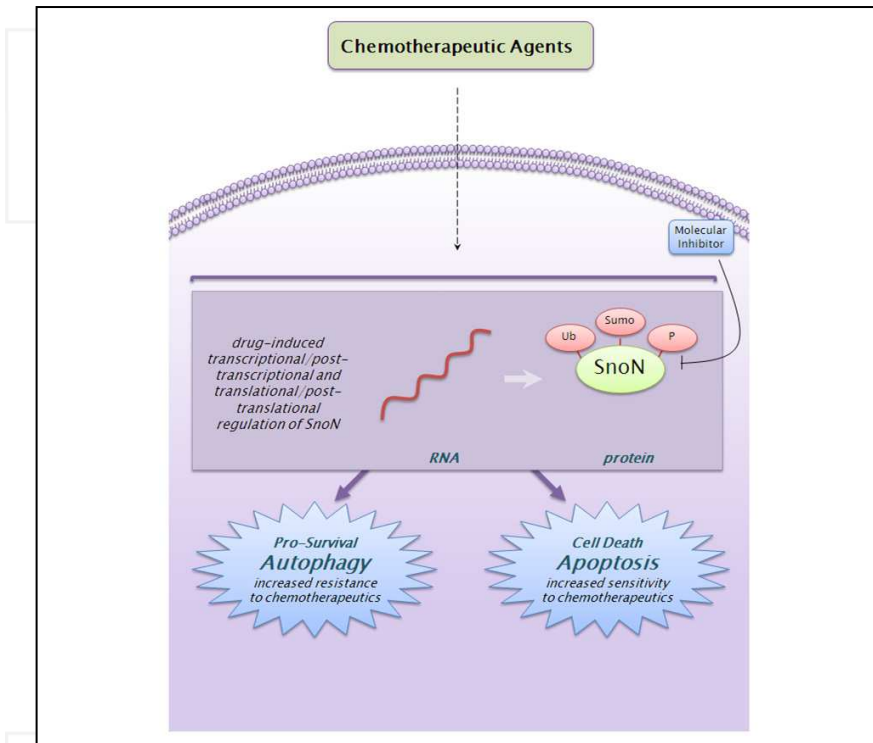 Chemotherapeutic Agents
Molecular
Inhibitor
drug-induced
transcriptional/post-
transcriptional and
translational/post-
translational
regulation of SnoN
Ub
Sumo
P
SnoN
RNA
protein
Pro-Survival
Autophagy
increased resistance
to chemotherapeutics
Cell Death
Apoptosis
increased sensitivity
to chemotherapeutics